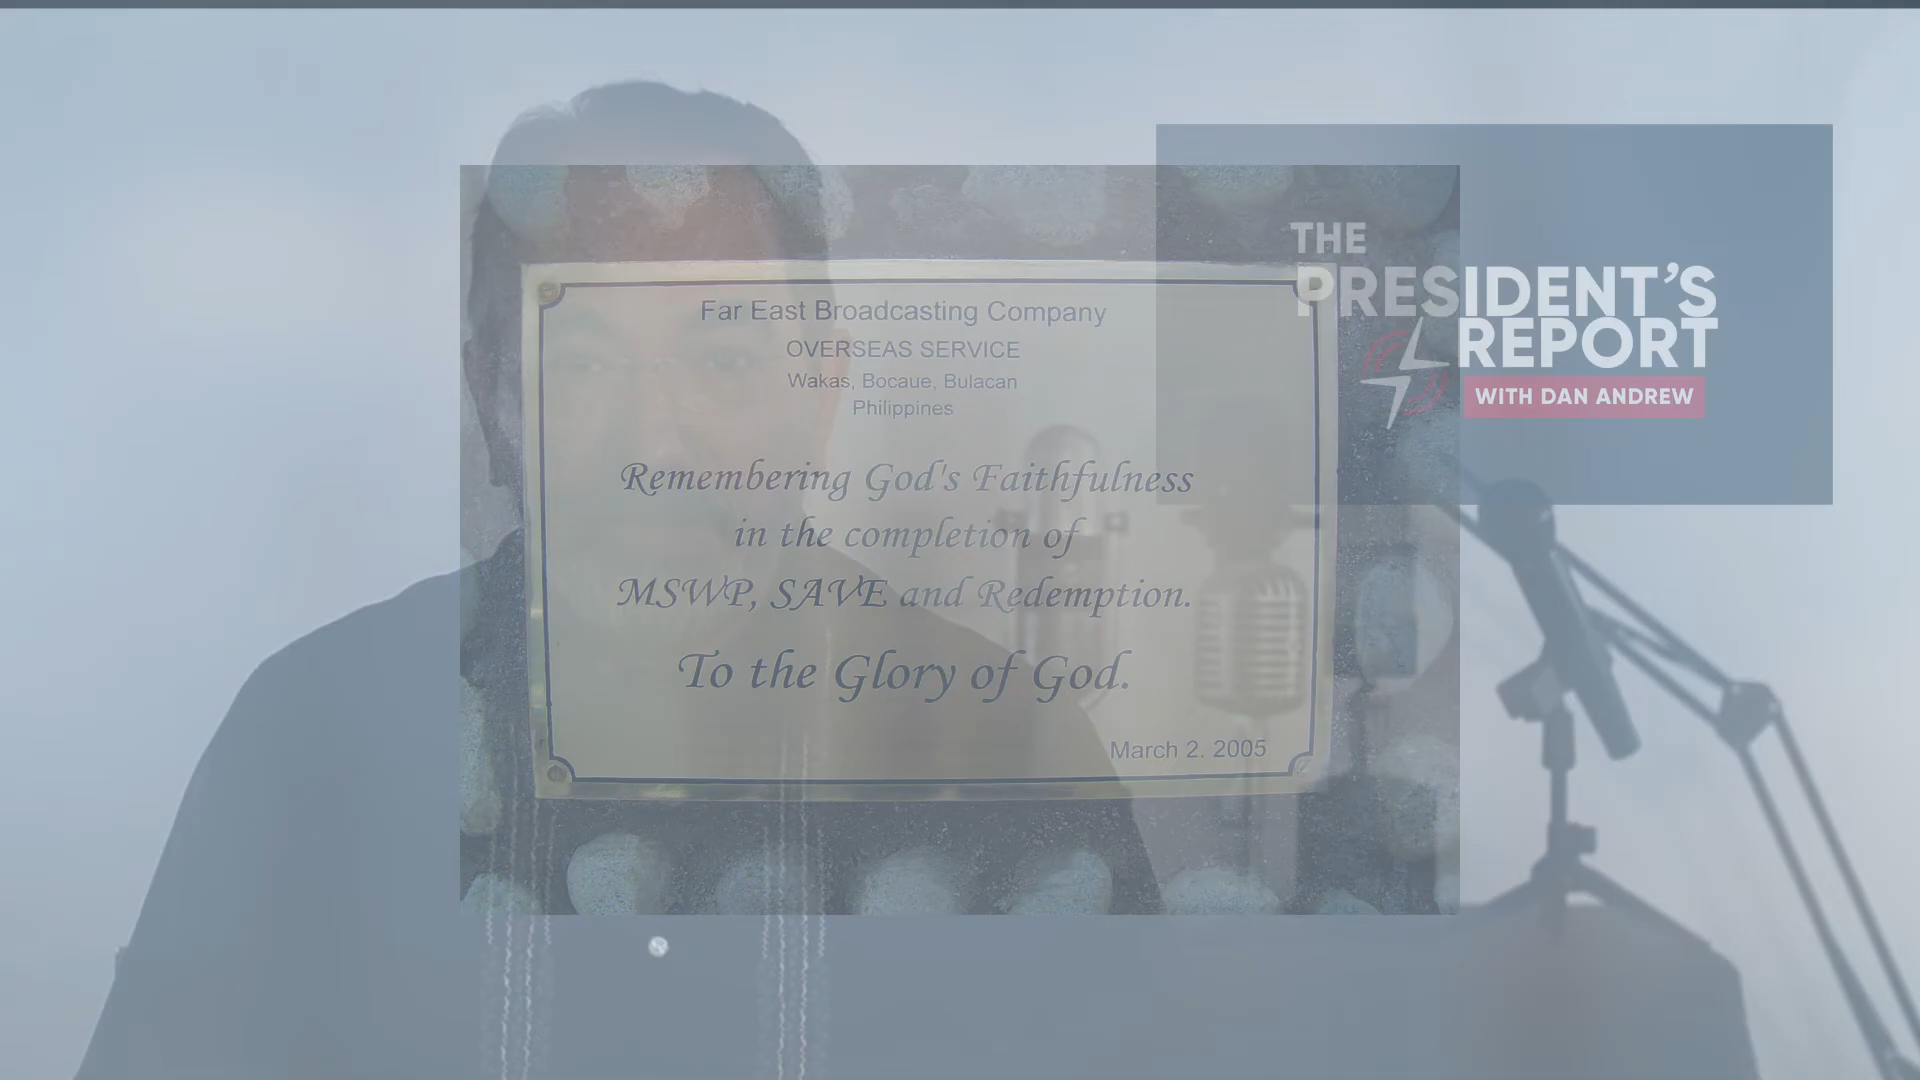 Far East Broadcasting Company
OVERSEAS SERVICE
Wakas, Bocaue, Bulacan
Philippines
Remembering God's Faithfulness
in the completion of
MSWP, SAVE and Redemption.
To the Glory of God.
March 2. 2005
THE
PRESIDENT'S
REPORT
WITH DAN ANDREW